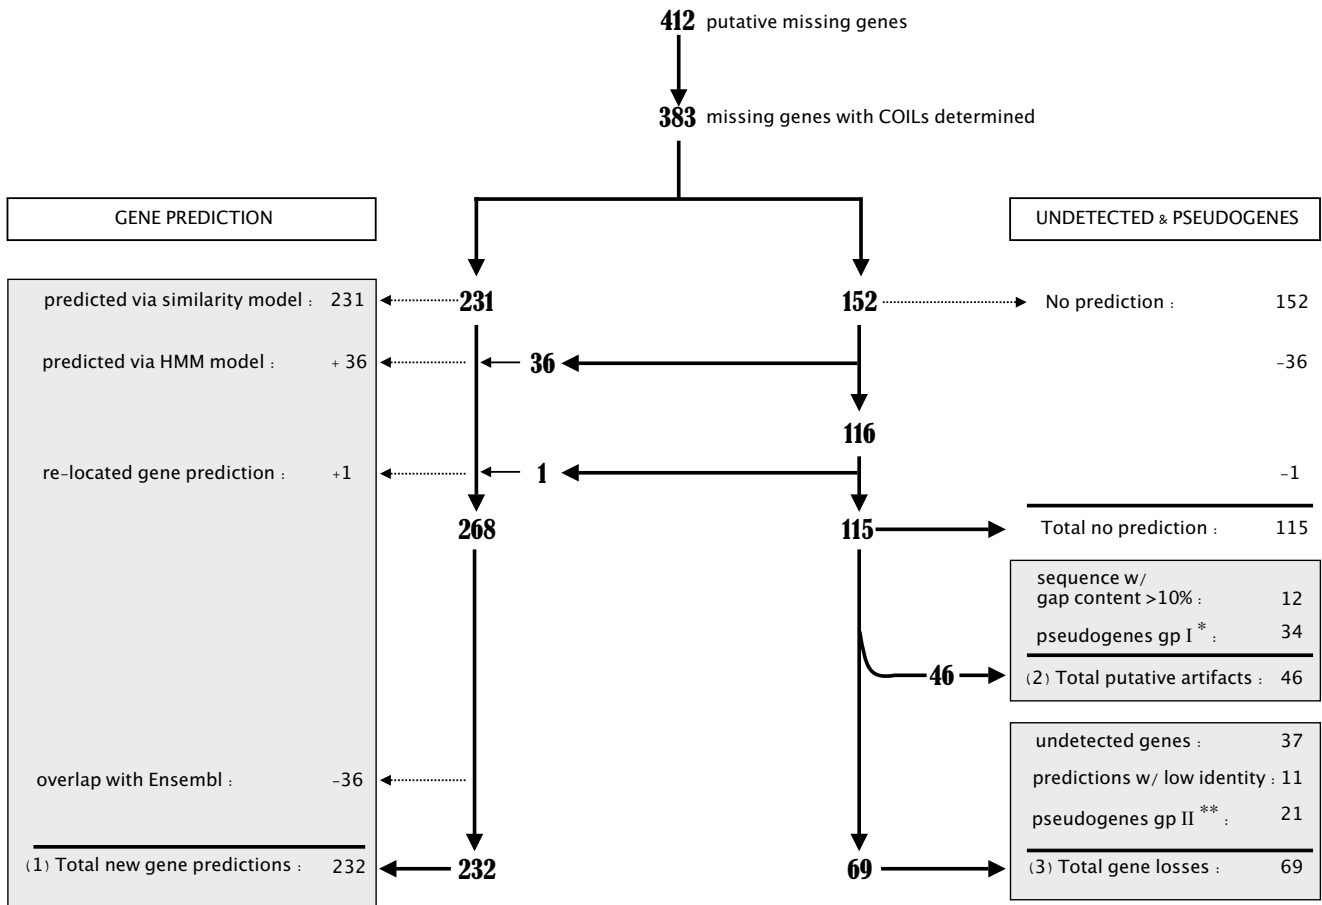 412 putative missing genes
383 missing genes with COILs determined
GENE PREDICTION
UNDETECTED & PSEUDOGENES
predicted via similarity model : 231
231
152
No prediction : 152
predicted via HMM model : + 36
36
-36
116
re-located gene prediction : +1
1
-1
268
115
Total no prediction : 115
sequence w/
gap content >10% : 12
pseudogenes gp I * : 34
46
(2) Total putative artifacts : 46
undetected genes : 37
overlap with Ensembl : -36
predictions w/ low identity : 11
pseudogenes gp II ** : 21
(1) Total new gene predictions : 232
232
69
(3) Total gene losses : 69